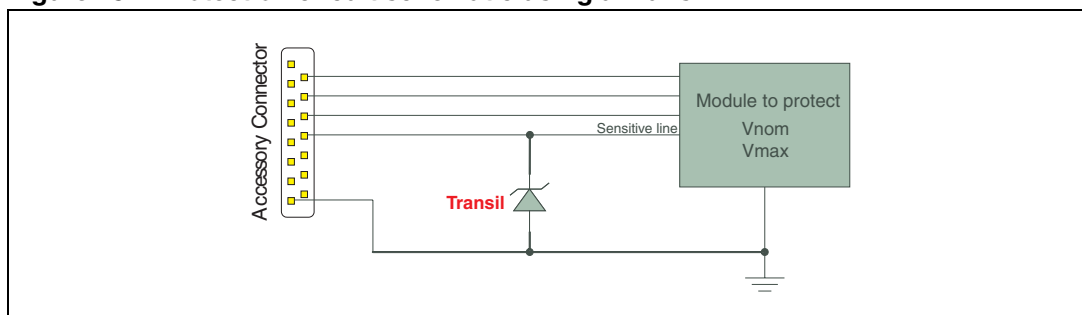 Accessory Connector
Module to protect
Vnom
Vmax
Sensitive line
Transil